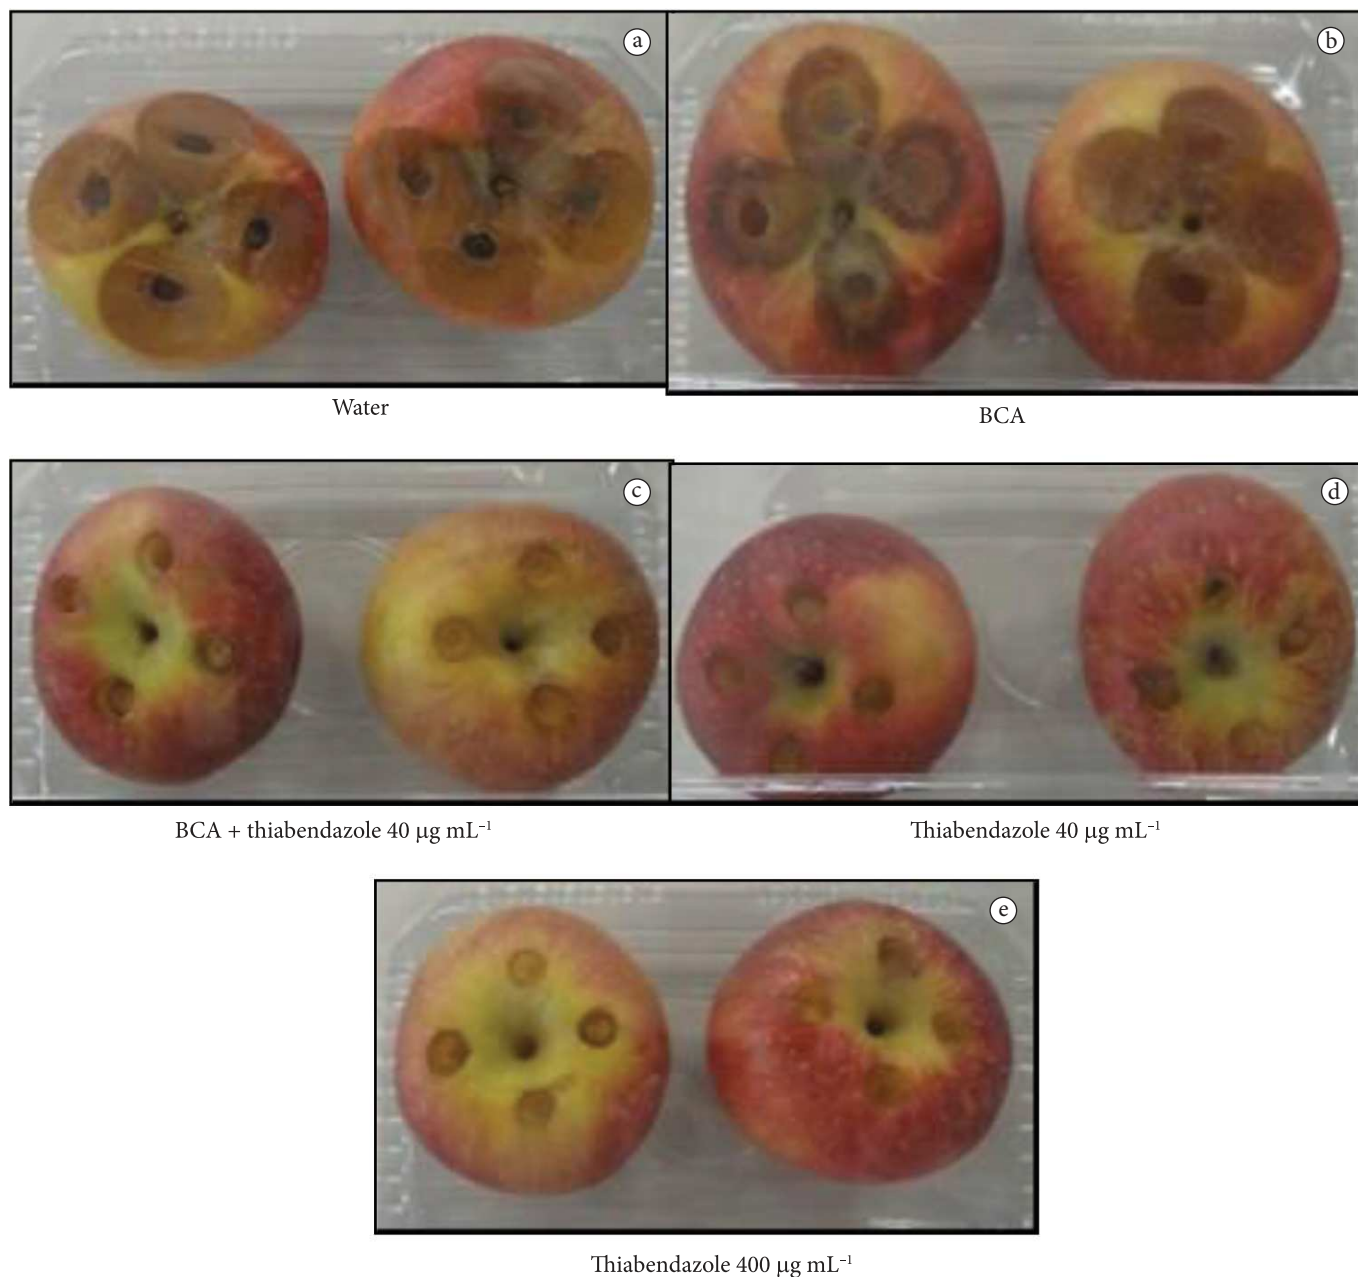 a
b
Water
BCA
c
d
BCA + thiabendazole 40 μg mL⁻¹
Thiabendazole 40 μg mL⁻¹
e
Thiabendazole 400 μg mL⁻¹